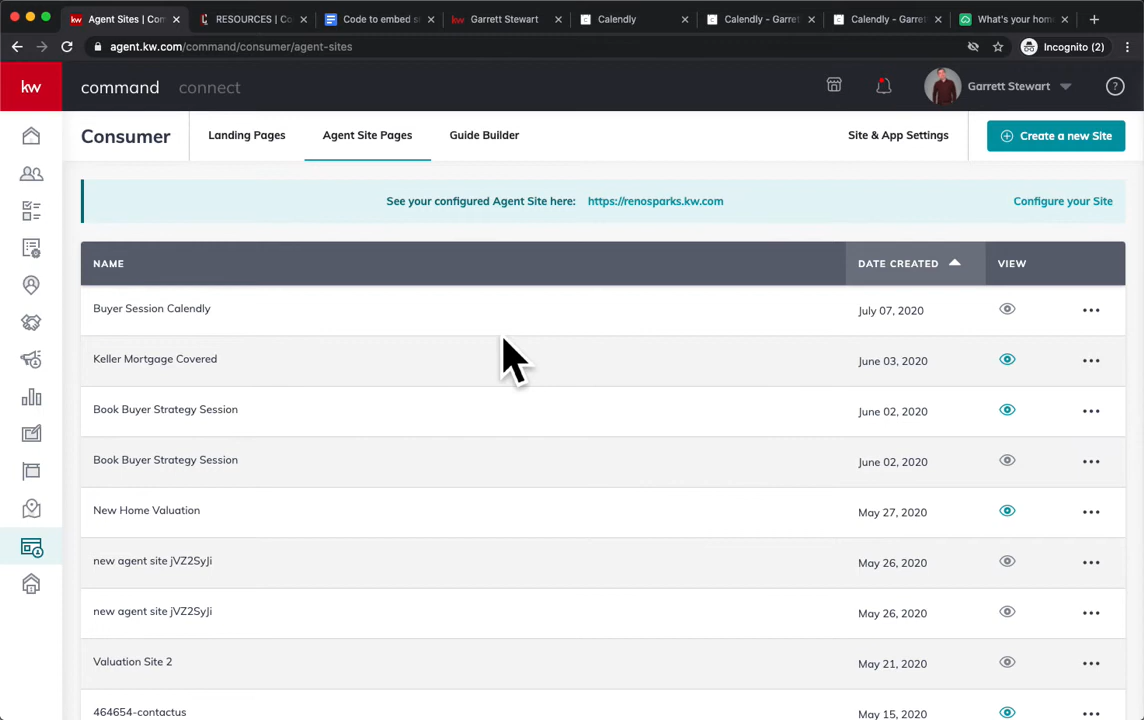 Agent Sites | Com
RESOURCES | Co
Code to embed s
Garrett Stewart
Calendly
Calendly - Garret
Calendly - Garret
What's your hom
agent.kw.com/command/consumer/agent-sites
Incognito (2)
kw
command
connect
Garrett Stewart
?
Consumer
Landing Pages
Agent Site Pages
Guide Builder
Site & App Settings
Create a new Site
See your configured Agent Site here: https://renosparks.kw.com
Configure your Site
NAME
DATE CREATED
VIEW
Buyer Session Calendly
July 07, 2020
Keller Mortgage Covered
June 03, 2020
Book Buyer Strategy Session
June 02, 2020
Book Buyer Strategy Session
June 02, 2020
New Home Valuation
May 27, 2020
new agent site jVZ2SyJi
May 26, 2020
new agent site jVZ2SyJi
May 26, 2020
Valuation Site 2
May 21, 2020
464654-contactus
May 15, 2020